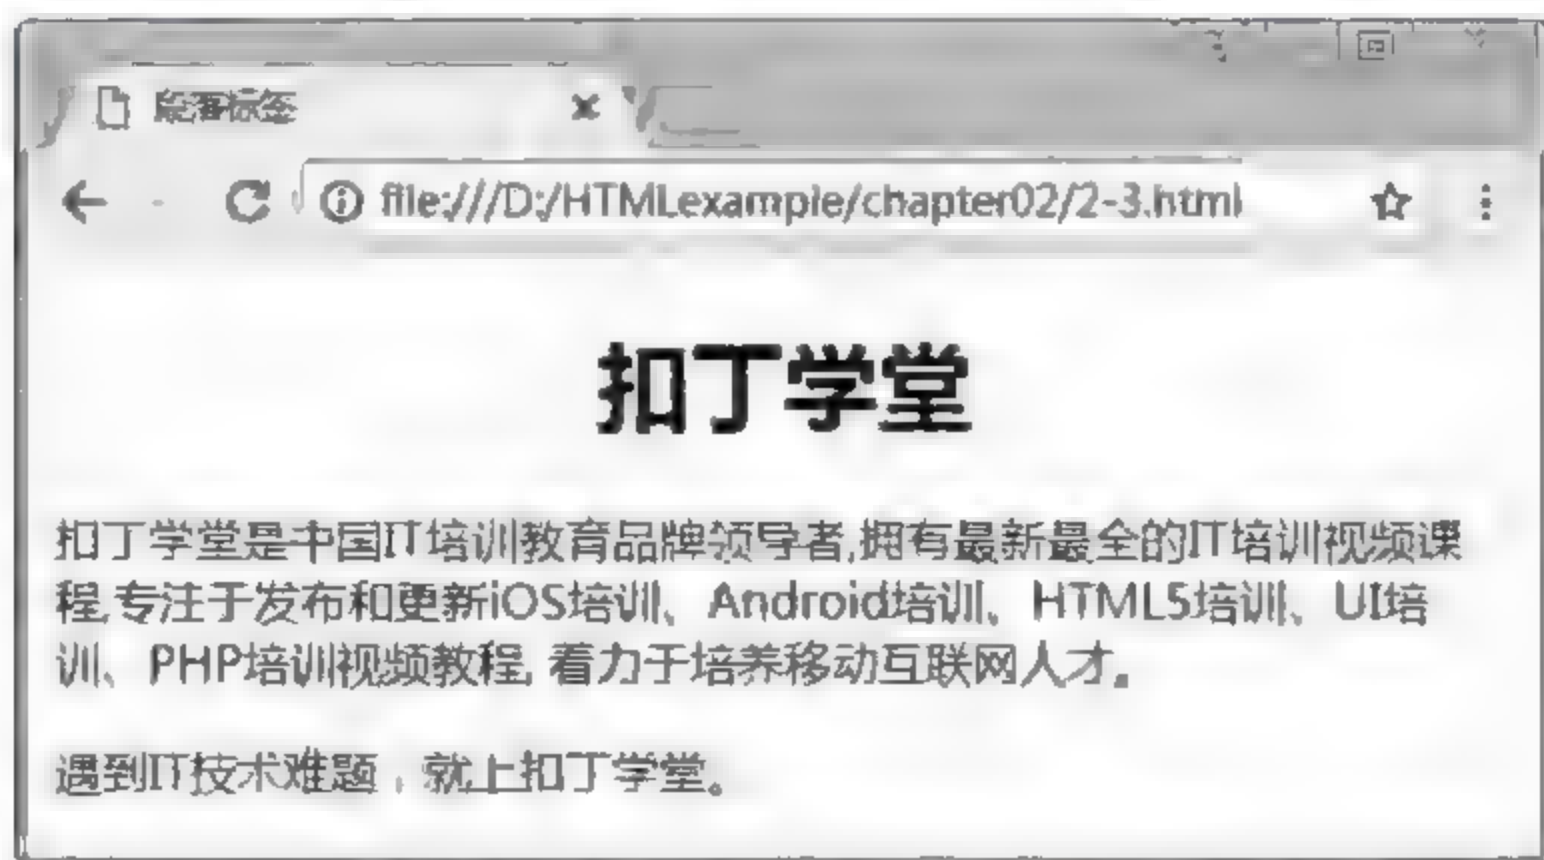 标签
file:///D:/HTMLexample/chapter02/2-3.html
扣丁学堂
扣丁学堂是中国IT培训教育品牌领导者,拥有最新最全的IT培训视频课
程,专注于发布和更新iOS培训、Android培训、HTML5培训、UI培
训、PHP培训视频教程, 着力于培养移动互联网人才。
遇到IT技术难题，就上扣丁学堂。